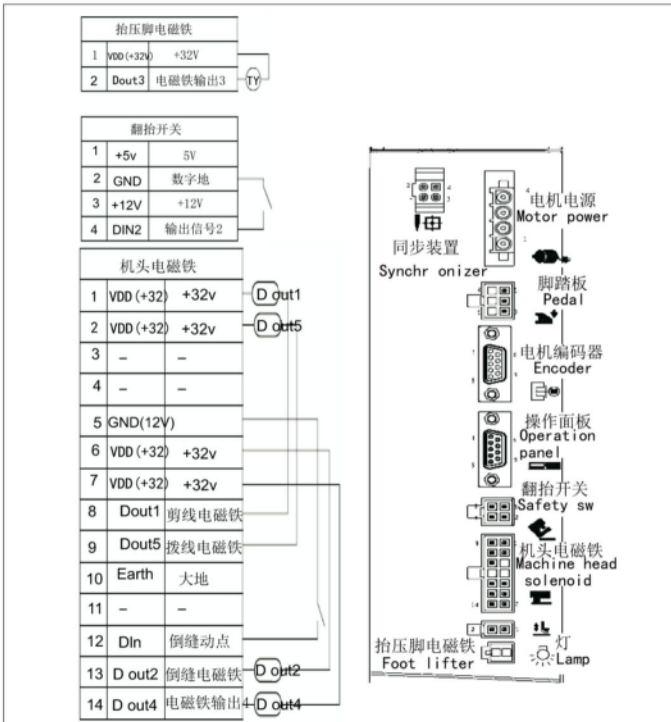 抬压脚电磁铁
1 VDD(+32V) +32V
2 Dout3 电磁铁输出3 TY
翻抬开关
1 +5v 5V
2 GND 数字地
3 +12V +12V
4 DIN2 输出信号2
机头电磁铁
1 VDD(+32) +32v D out1
2 VDD(+32) +32v D out5
3 – –
4 – –
5 GND(12V)
6 VDD(+32) +32v
7 VDD(+32) +32v
8 Dout1 剪线电磁铁
9 Dout5 拨线电磁铁
10 Earth 大地
11 – –
12 DIn 倒缝动点
13 D out2 倒缝电磁铁 D out2
14 D out4 电磁铁输出4 D out4
同步装置
Synchr onizer
电机电源
Motor power
脚踏板
Pedal
电机编码器
Encoder
操作面板
Operation
panel
翻抬开关
Safety sw
机头电磁铁
Machine head
solenoid
抬压脚电磁铁
Foot lifter
灯
Lamp